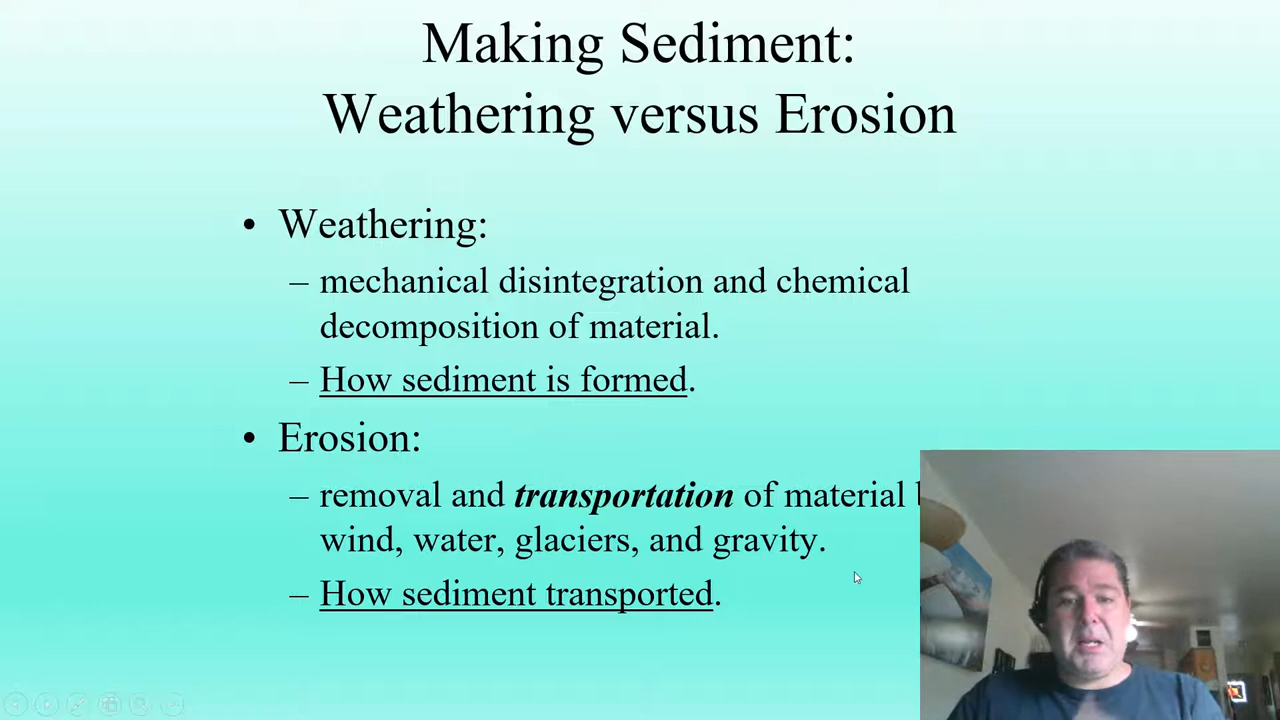 Making Sediment:
Weathering versus Erosion
• Weathering:
– mechanical disintegration and chemical
decomposition of material.
– How sediment is formed.
• Erosion:
– removal and transportation of material
wind, water, glaciers, and gravity.
– How sediment transported.